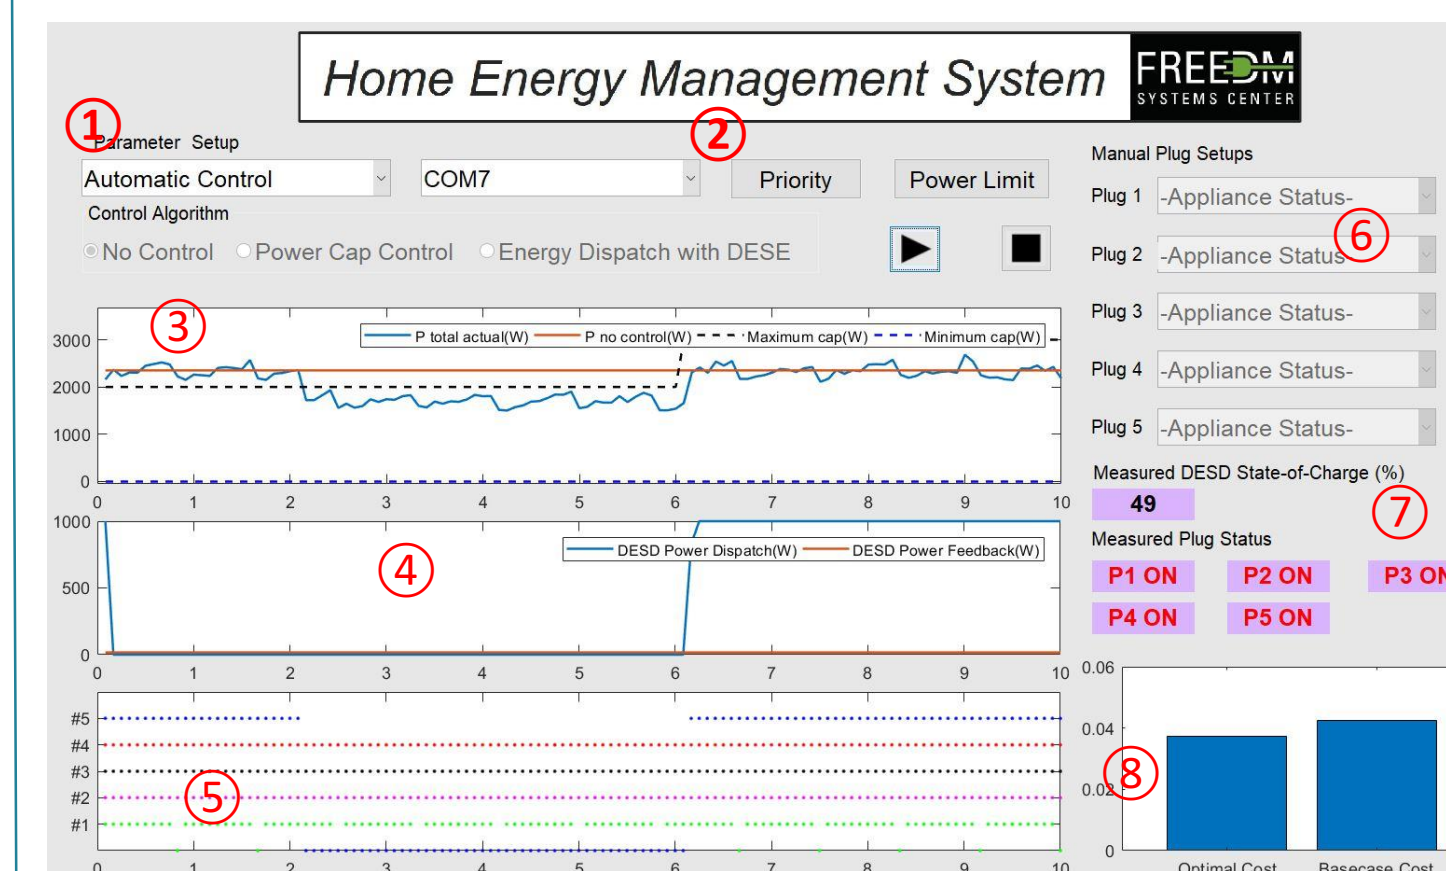 Home Energy Management System
FREEDM
SYSTEMS CENTER
①
Parameter Setup
②
Automatic Control
COM7
Priority
Power Limit
Control Algorithm
No Control
Power Cap Control
Energy Dispatch with DESE
Manual Plug Setups
Plug 1 -Appliance Status-
⑥
Plug 2 -Appliance Status-
Plug 3 -Appliance Status-
Plug 4 -Appliance Status-
Plug 5 -Appliance Status-
Measured DESD State-of-Charge (%)
49
⑦
Measured Plug Status
P1 ON P2 ON P3 ON
P4 ON P5 ON
③
P total actual(W) P no control(W) Maximum cap(W) Minimum cap(W)
3000
2000
1000
0
0 1 2 3 4 5 6 7 8 9 10
④
DESD Power Dispatch(W) DESD Power Feedback(W)
1000
500
0
0 1 2 3 4 5 6 7 8 9 10
#5
#4
#3
#2
⑤
#1
0 1 2 3 4 5 6 7 8 9 10
0.06
0.04
⑧
0.02
0
Optimal Cost Basecase Cost